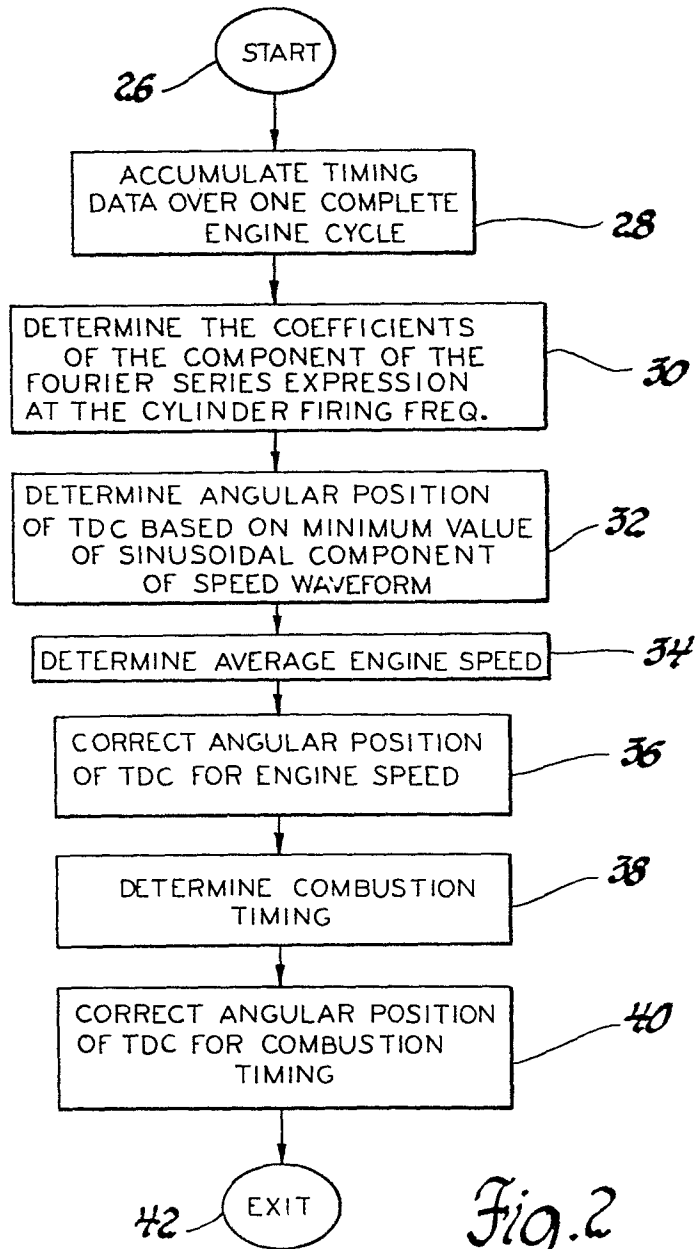 START
26
ACCUMULATE TIMING
DATA OVER ONE COMPLETE
ENGINE CYCLE
28
DETERMINE THE COEFFICIENTS
OF THE COMPONENT OF THE
FOURIER SERIES EXPRESSION
AT THE CYLINDER FIRING FREQ.
30
DETERMINE ANGULAR POSITION
OF TDC BASED ON MINIMUM VALUE
OF SINUSOIDAL COMPONENT
OF SPEED WAVEFORM
32
DETERMINE AVERAGE ENGINE SPEED
34
CORRECT ANGULAR POSITION
OF TDC FOR ENGINE SPEED
36
DETERMINE COMBUSTION
TIMING
38
CORRECT ANGULAR POSITION
OF TDC FOR COMBUSTION
TIMING
40
EXIT
42
Fig. 2